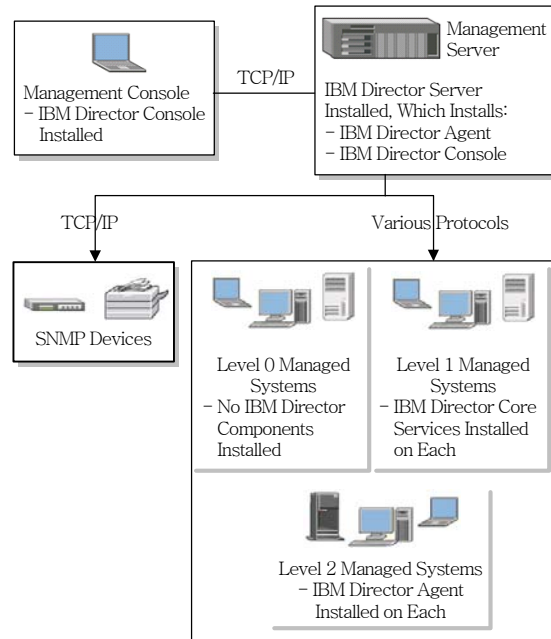 Management
Server
TCP/IP
Management Console
- IBM Director Console
Installed
IBM Director Server
Installed, Which Installs:
- IBM Director Agent
- IBM Director Console
TCP/IP
Various Protocols
SNMP Devices
Level 0 Managed
Systems
- No IBM Director
Components
Installed
Level 1 Managed
Systems
- IBM Director Core
Services Installed
on Each
Level 2 Managed Systems
- IBM Director Agent
Installed on Each